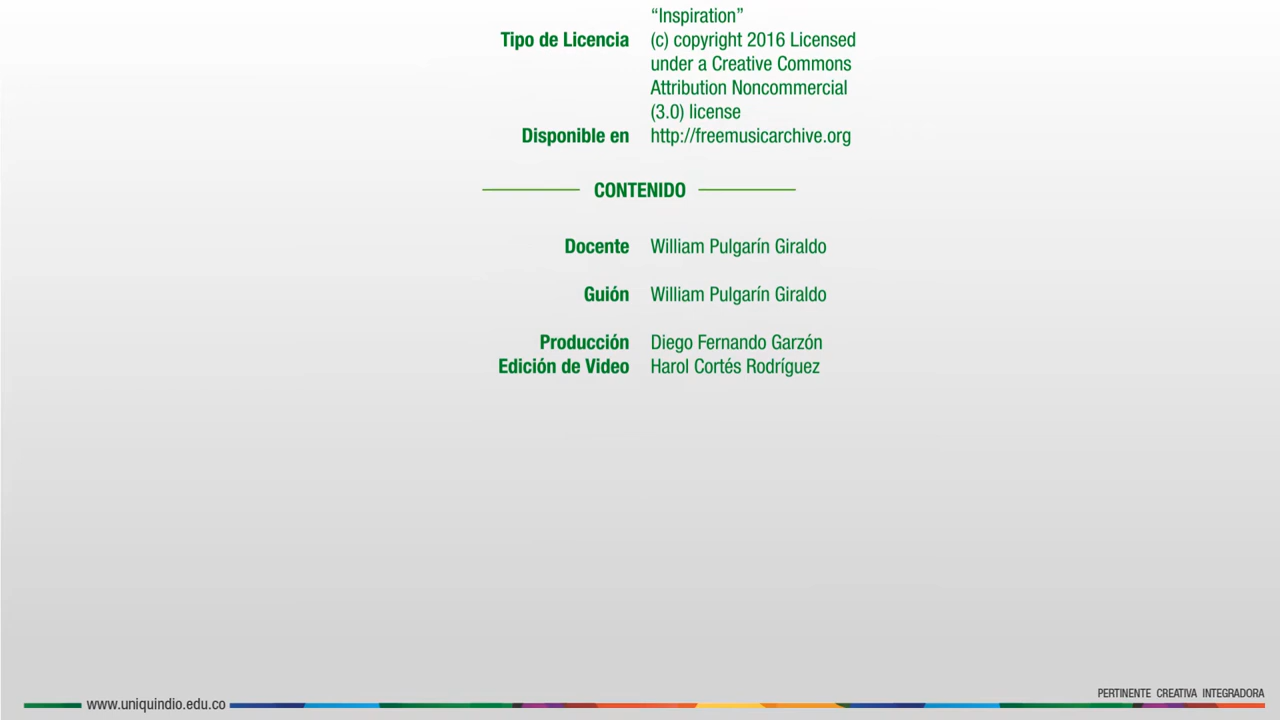 “Inspiration”
Tipo de Licencia (c) copyright 2016 Licensed
under a Creative Commons
Attribution Noncommercial
(3.0) license
Disponible en http://freemusicarchive.org
CONTENIDO
Docente William Pulgarín Giraldo
Guión William Pulgarín Giraldo
Producción Diego Fernando Garzón
Edición de Video Harol Cortés Rodríguez
PERTINENTE CREATIVA INTEGRADORA
www.uniquindio.edu.co